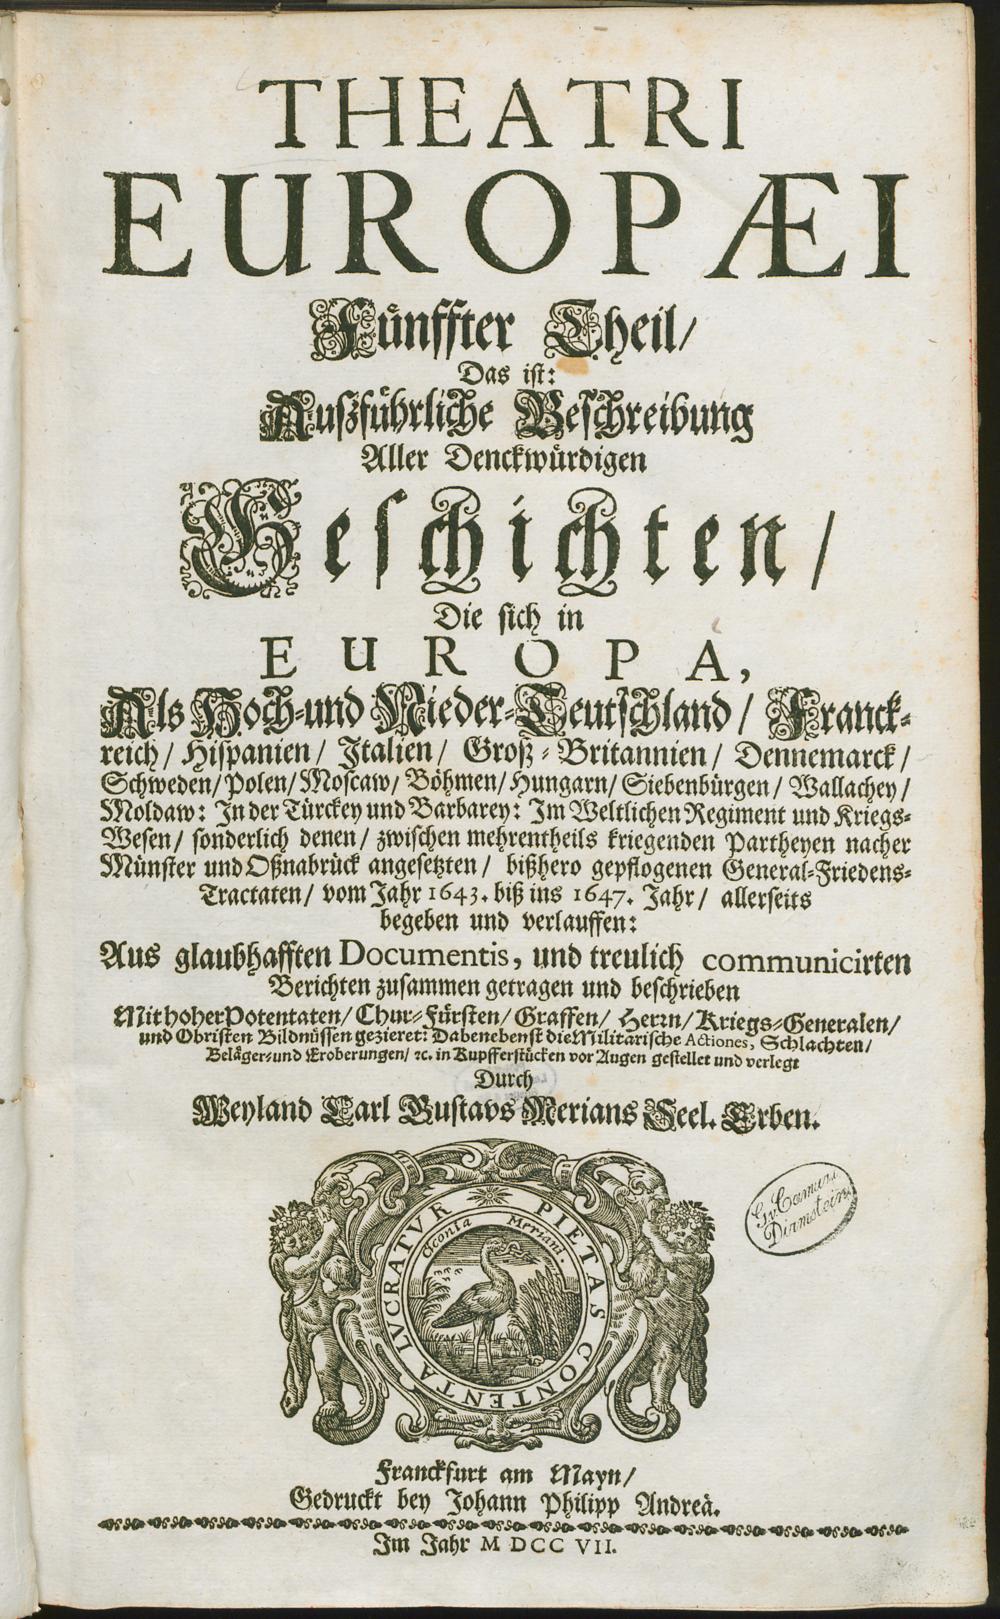 THEATRI
EUROPÆI
Fünffter Theil/
Das ist:
Außführliche Beschreibung
Aller Denckwürdigen
Geschichten/
Die sich in
EUROPA,
Als Hoch-und Nieder-Teutschland/ Franck-
reich/ Hispanien/ Italien/ Groß-Britannien/ Dennemarck/
Schweden/ Polen/ Moscaw/ Böhmen/ Hungarn/ Siebenbürgen/ Wallachey/
Moldaw: In der Türckey und Barbarey: Im Weltlichen Regiment und Kriegs-
Wesen/ sonderlich denen/ zwischen mehrentheils kriegenden Partheyen nacher
Münster und Oßnabrück angesetzten/ bißhero gepflogenen General-Friedens-
Tractaten/ vom Jahr 1643. biß ins 1647. Jahr/ allerseits
begeben und verlauffen:
Aus glaubhafften Documentis, und treulich communicirten
Berichten zusammen getragen und beschrieben
Mit hoher Potentaten/ Chur-Fürsten/ Graffen/ Herrn/ Kriegs-Generalen/
und Obristen Bildnüssen gezieret: Dabenebenst die Militarische Actiones, Schlachten/
Beläger-und Eroberungen/ ꝛc. in Kupfferstücken vor Augen gestellet und verlegt
Durch
Weyland Carl Gustavs Merians Seel. Erben.
PIETAS CONTENTA LVCRATVR
Ciconia Meriani.
Gv. Camuzi
Dirmstein
Franckfurt am Mayn/
Gedruckt bey Johann Philipp Andreä.
Im Jahr M DCC VII.